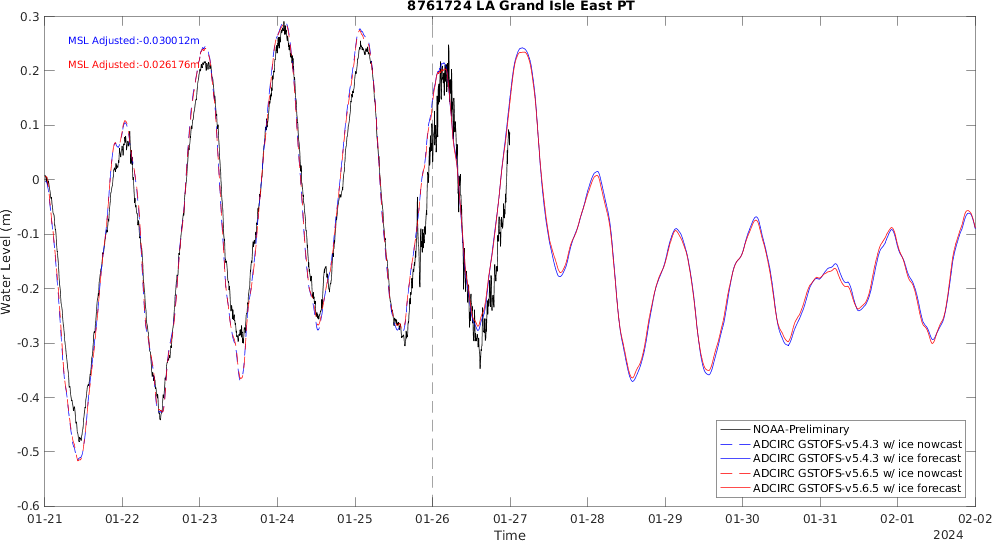 8761724 LA Grand Isle East PT
MSL Adjusted:-0.030012m
MSL Adjusted:-0.026176m
0.3
0.2
0.1
0
-0.1
-0.2
-0.3
-0.4
-0.5
-0.6
Water Level (m)
NOAA-Preliminary
ADCIRC GSTOFS-v5.4.3 w/ ice nowcast
ADCIRC GSTOFS-v5.4.3 w/ ice forecast
ADCIRC GSTOFS-v5.6.5 w/ ice nowcast
ADCIRC GSTOFS-v5.6.5 w/ ice forecast
01-21 01-22 01-23 01-24 01-25 01-26 01-27 01-28 01-29 01-30 01-31 02-01 02-02
Time
2024